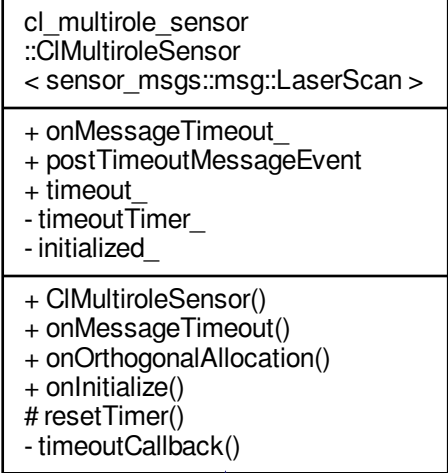 cl_multirole_sensor
::ClMultiroleSensor
< sensor_msgs::msg::LaserScan >
+ onMessageTimeout_
+ postTimeoutMessageEvent
+ timeout_
- timeoutTimer_
- initialized_
+ ClMultiroleSensor()
+ onMessageTimeout()
+ onOrthogonalAllocation()
+ onInitialize()
# resetTimer()
- timeoutCallback()